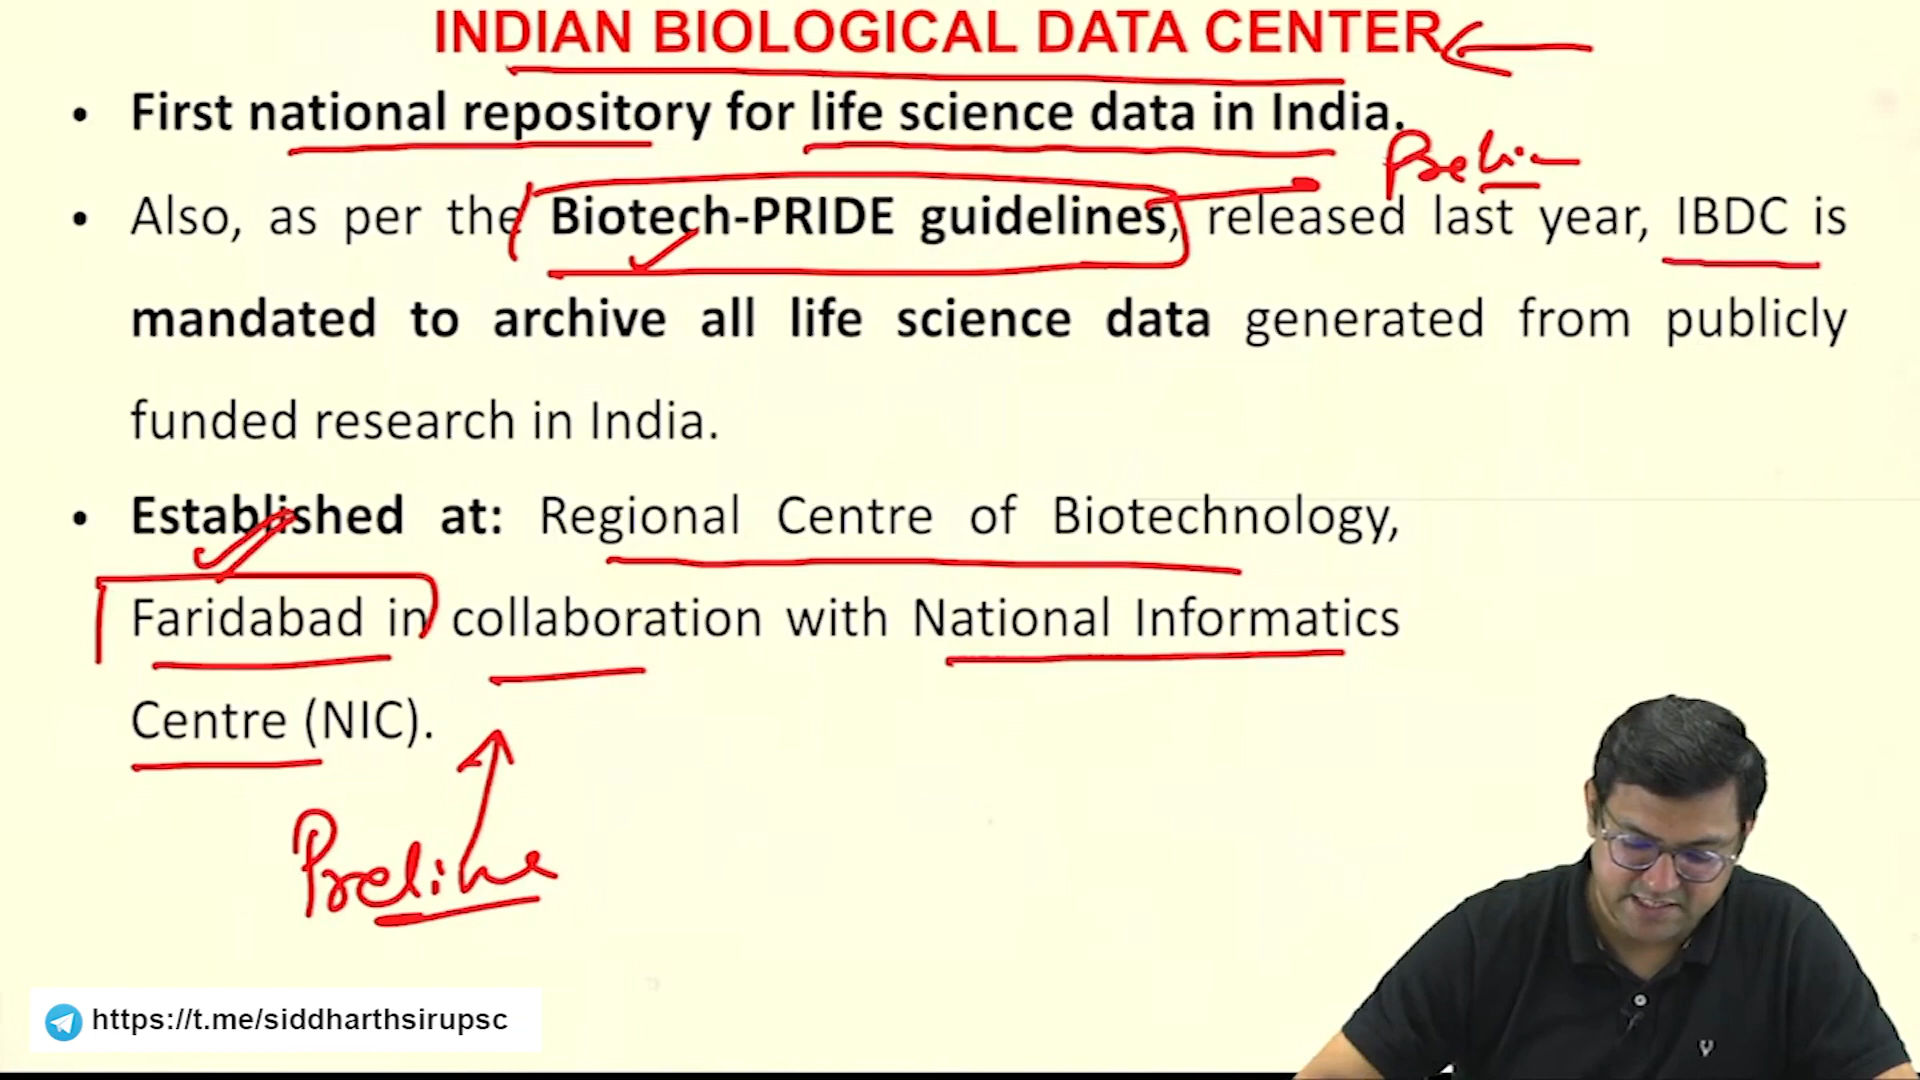 INDIAN BIOLOGICAL DATA CENTER
• First national repository for life science data in India.
Prelim
• Also, as per the Biotech-PRIDE guidelines, released last year, IBDC is
mandated to archive all life science data generated from publicly
funded research in India.
• Established at: Regional Centre of Biotechnology,
Faridabad in collaboration with National Informatics
Centre (NIC).
Prelims
https://t.me/siddharthsirupsc